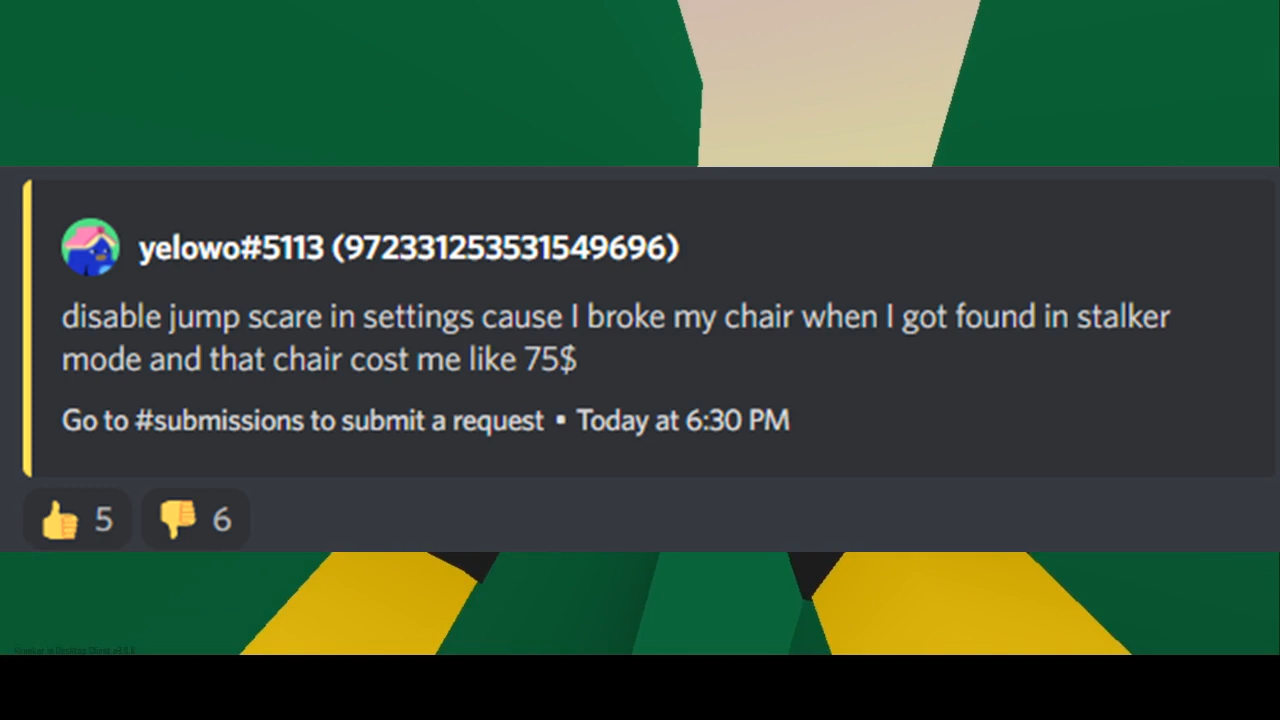 yelowo#5113 (972331253531549696)
disable jump scare in settings cause I broke my chair when I got found in stalker
mode and that chair cost me like 75$
Go to #submissions to submit a request • Today at 6:30 PM
👍 5 👎 6